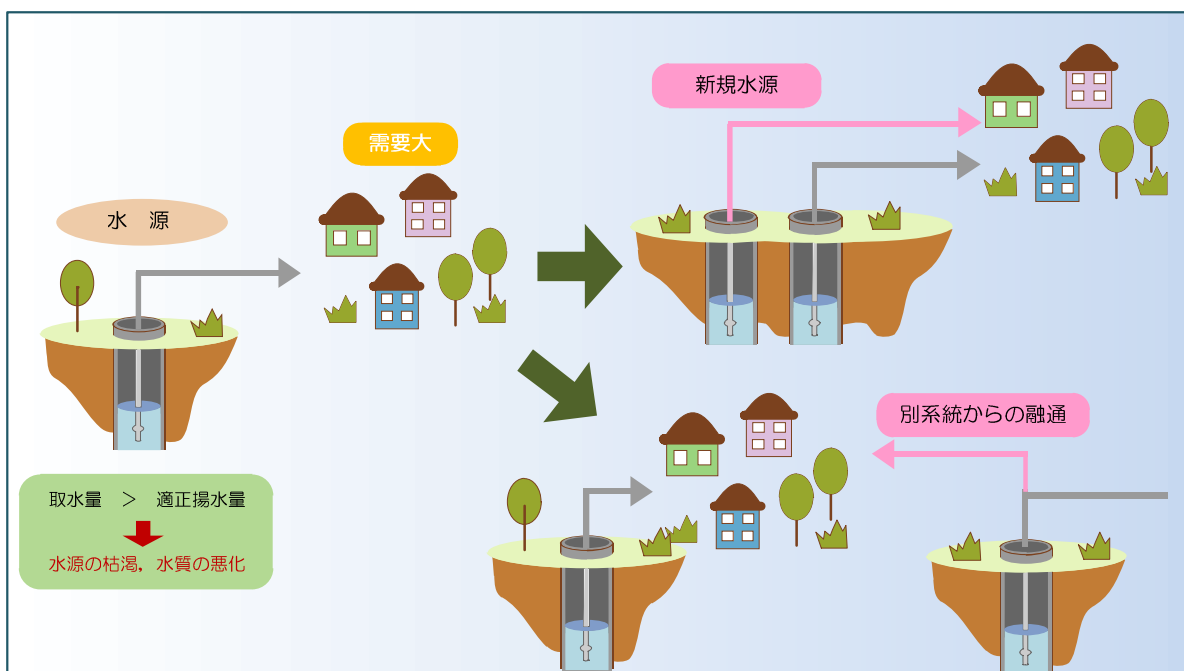 需要大
水　源
取水量　＞　適正揚水量
水源の枯渇，水質の悪化
新規水源
別系統からの融通